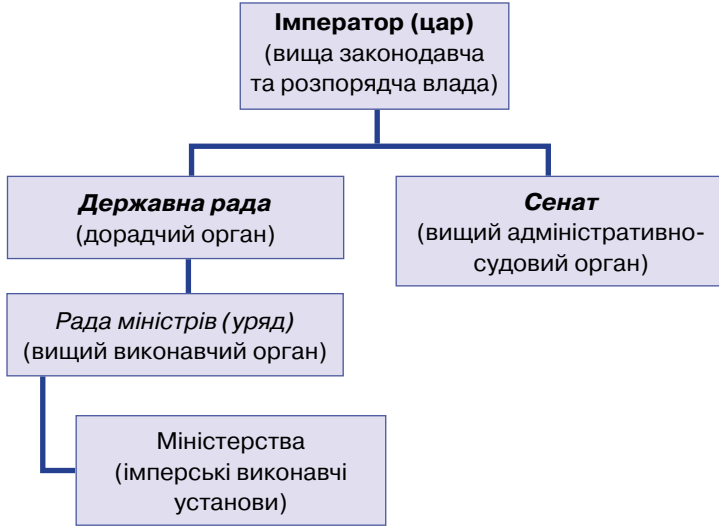 Імператор (цар)
(вища законодавча
та розпорядча влада)
Державна рада
(дорадчий орган)
Сенат
(вищий адміністративно-
судовий орган)
Рада міністрів (уряд)
(вищий виконавчий орган)
Міністерства
(імперські виконавчі
установи)